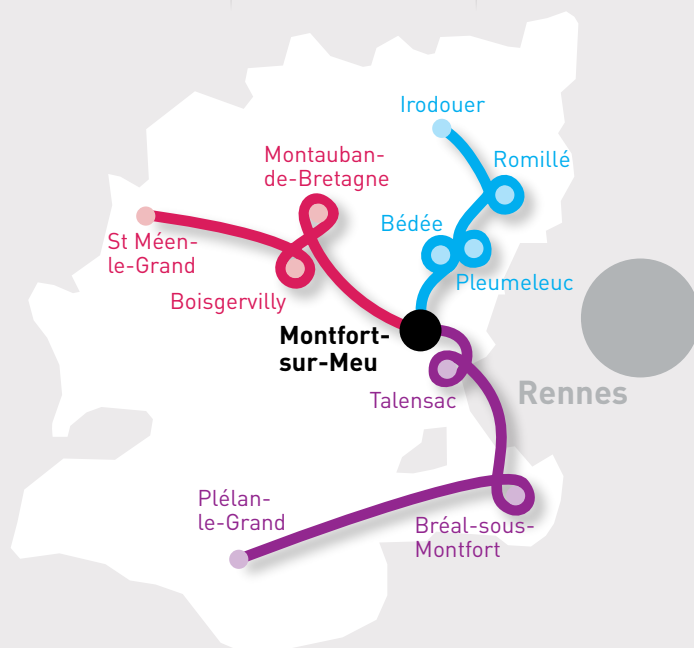 Irodouer
Romillé
Montauban-
de-Bretagne
Bédée
St Méen-
le-Grand
Pleumeleuc
Boisgervilly
Montfort-
sur-Meu
Rennes
Talensac
Plélan-
le-Grand
Bréal-sous-
Montfort